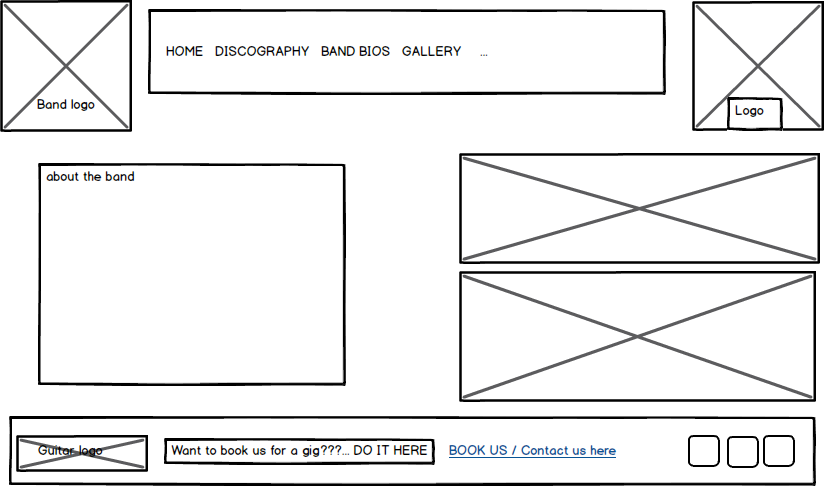 Band logo
HOME DISCOGRAPHY BAND BIOS GALLERY ...
Logo
about the band
Guitar logo
Want to book us for a gig???... DO IT HERE
BOOK US / Contact us here